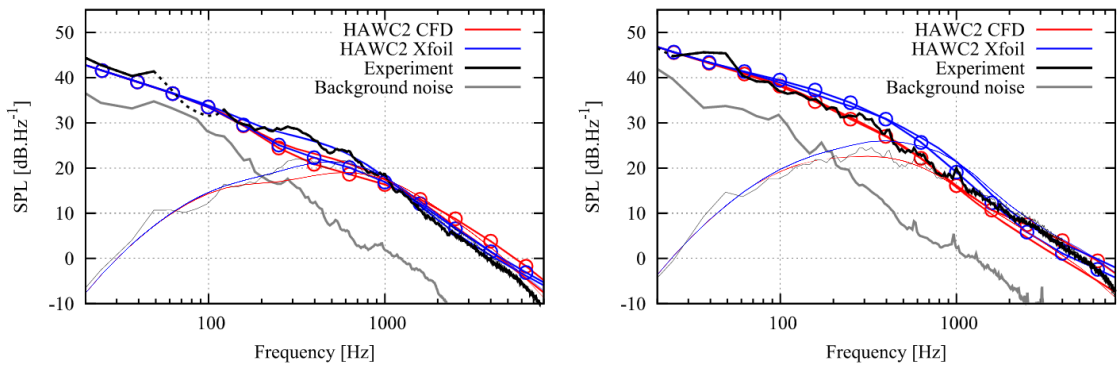 55
50
40
30
20
10
0
-10
SPL [dB.Hz-1]
HAWC2 CFD
HAWC2 Xfoil
Experiment
Background noise
100
1000
Frequency [Hz]
55
50
40
30
20
10
0
-10
SPL [dB.Hz-1]
HAWC2 CFD
HAWC2 Xfoil
Experiment
Background noise
100
1000
Frequency [Hz]